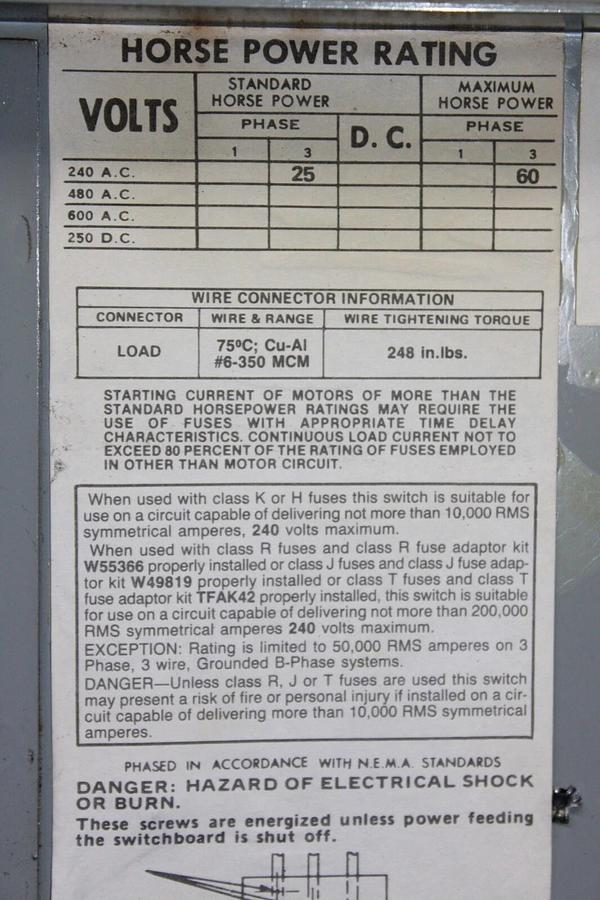 HORSE POWER RATING
VOLTS
STANDARD
HORSE POWER
MAXIMUM
HORSE POWER
PHASE
D. C.
PHASE
1 3 1 3
240 A.C. 25 60
480 A.C.
600 A.C.
250 D.C.
WIRE CONNECTOR INFORMATION
CONNECTOR WIRE & RANGE WIRE TIGHTENING TORQUE
LOAD 75ºC; Cu-Al
#6-350 MCM 248 in.lbs.
STARTING CURRENT OF MOTORS OF MORE THAN THE
STANDARD HORSEPOWER RATINGS MAY REQUIRE THE
USE OF FUSES WITH APPROPRIATE TIME DELAY
CHARACTERISTICS. CONTINUOUS LOAD CURRENT NOT TO
EXCEED 80 PERCENT OF THE RATING OF FUSES EMPLOYED
IN OTHER THAN MOTOR CIRCUIT.
When used with class K or H fuses this switch is suitable for
use on a circuit capable of delivering not more than 10,000 RMS
symmetrical amperes, 240 volts maximum.
When used with class R fuses and class R fuse adaptor kit
W55366 properly installed or class J fuses and class J fuse adap-
tor kit W49819 properly installed or class T fuses and class T
fuse adaptor kit TFAK42 properly installed, this switch is suitable
for use on a circuit capable of delivering not more than 200,000
RMS symmetrical amperes 240 volts maximum.
EXCEPTION: Rating is limited to 50,000 RMS amperes on 3
Phase, 3 wire, Grounded B-Phase systems.
DANGER—Unless class R, J or T fuses are used this switch
may present a risk of fire or personal injury if installed on a cir-
cuit capable of delivering more than 10,000 RMS symmetrical
amperes.
PHASED IN ACCORDANCE WITH N.E.M.A. STANDARDS
DANGER: HAZARD OF ELECTRICAL SHOCK
OR BURN.
These screws are energized unless power feeding
the switchboard is shut off.